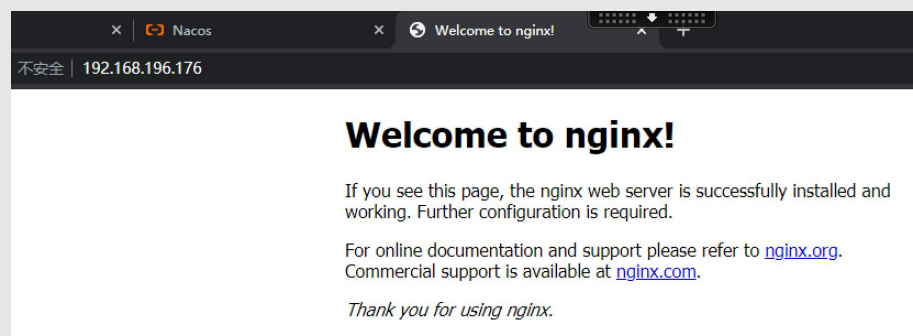 Nacos
Welcome to nginx!
不安全 192.168.196.176
Welcome to nginx!
If you see this page, the nginx web server is successfully installed and
working. Further configuration is required.
For online documentation and support please refer to nginx.org.
Commercial support is available at nginx.com.
Thank you for using nginx.